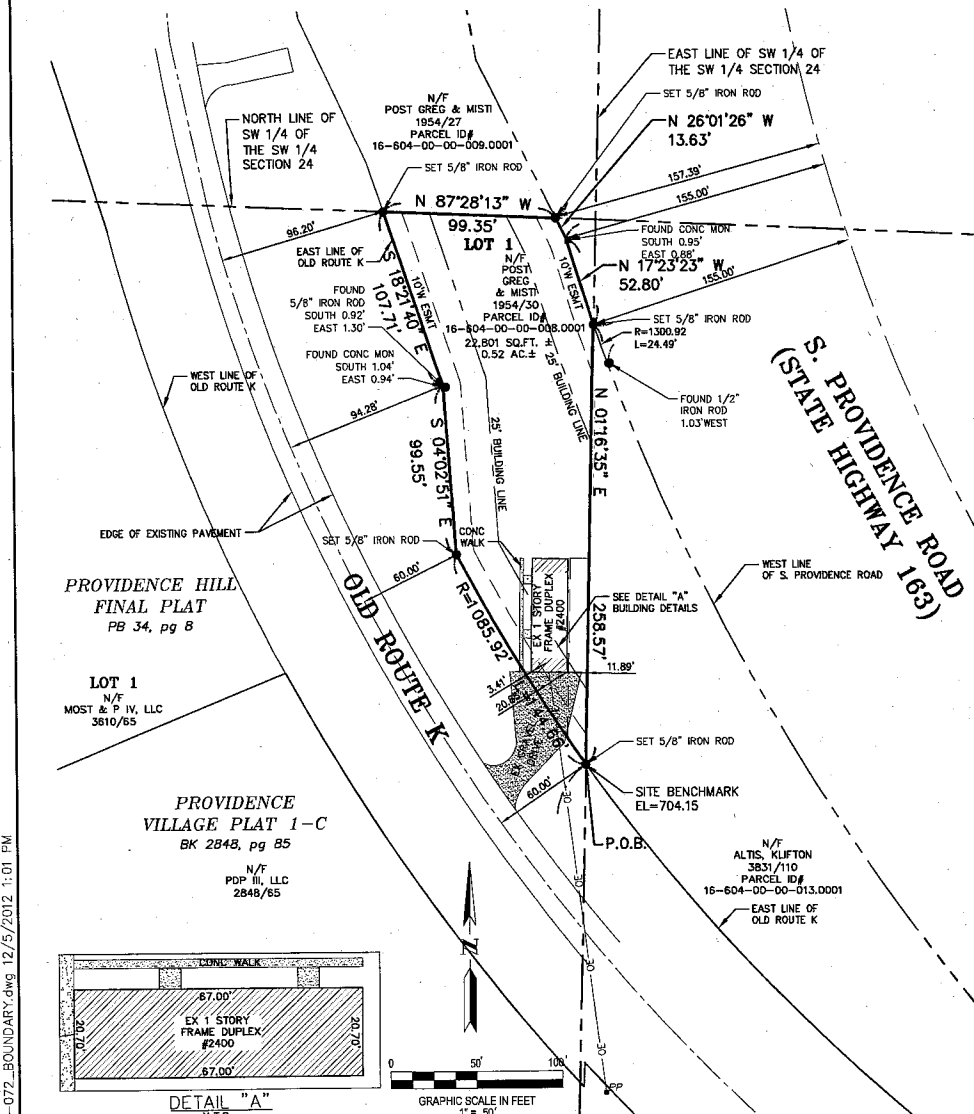 EAST LINE OF SW 1/4 OF
THE SW 1/4 SECTION 24
SET 5/8" IRON ROD
N 26°01'26" W
13.63'
N/F
POST GREG & MISTI
1954/27
PARCEL ID#
16-604-00-00-009.0001
NORTH LINE OF
SW 1/4 OF
THE SW 1/4
SECTION 24
SET 5/8" IRON ROD
157.39'
155.00'
N 87°28'13" W
99.35'
96.20'
LOT 1
EAST LINE OF
OLD ROUTE K
FOUND CONC MON
SOUTH 0.95'
EAST 0.88'
N/F
POST
GREG
& MISTI
1954/30
PARCEL ID#
16-604-00-00-008.0001
22,801 SQ.FT. ±
0.52 AC.±
10'W ESMT
10'W ESMT
N 17°23'23" W
52.80'
155.00'
S 18°21'40" E
107.71'
FOUND
5/8" IRON ROD
SOUTH 0.92'
EAST 1.30'
SET 5/8" IRON ROD
R=1300.92
L=24.49'
FOUND CONC MON
SOUTH 1.04'
EAST 0.94'
25' BUILDING LINE
25' BUILDING LINE
WEST LINE OF
OLD ROUTE K
94.28'
FOUND 1/2"
IRON ROD
1.03'WEST
S. PROVIDENCE ROAD
(STATE HIGHWAY 163)
N 01°16'35" E
258.57'
S 04°02'51" E
99.55'
EDGE OF EXISTING PAVEMENT
SET 5/8" IRON ROD
CONC
WALK
WEST LINE
OF S. PROVIDENCE ROAD
60.00'
PROVIDENCE HILL
FINAL PLAT
PB 34, pg 8
OLD ROUTE K
R=1085.92'
EX 1 STORY
FRAME DUPLEX
#2400
SEE DETAIL "A"
BUILDING DETAILS
11.89'
3.41'
LOT 1
N/F
MOST & P IV, LLC
3610/65
SET 5/8" IRON ROD
60.00'
SITE BENCHMARK
EL=704.15
PROVIDENCE
VILLAGE PLAT 1-C
BK 2848, pg 85
N/F
PDP III, LLC
2848/65
P.O.B.
OE
OE
OE
OE
PP
N/F
ALTIS, KLIFTON
3831/110
PARCEL ID#
16-604-00-00-013.0001
EAST LINE OF
OLD ROUTE K
N
CONC WALK
67.00'
20.70'
EX 1 STORY
FRAME DUPLEX
#2400
20.70'
67.00'
DETAIL "A"
0 50' 100'
GRAPHIC SCALE IN FEET
1" = 50'
-072_BOUNDARY.dwg 12/5/2012 1:01 PM